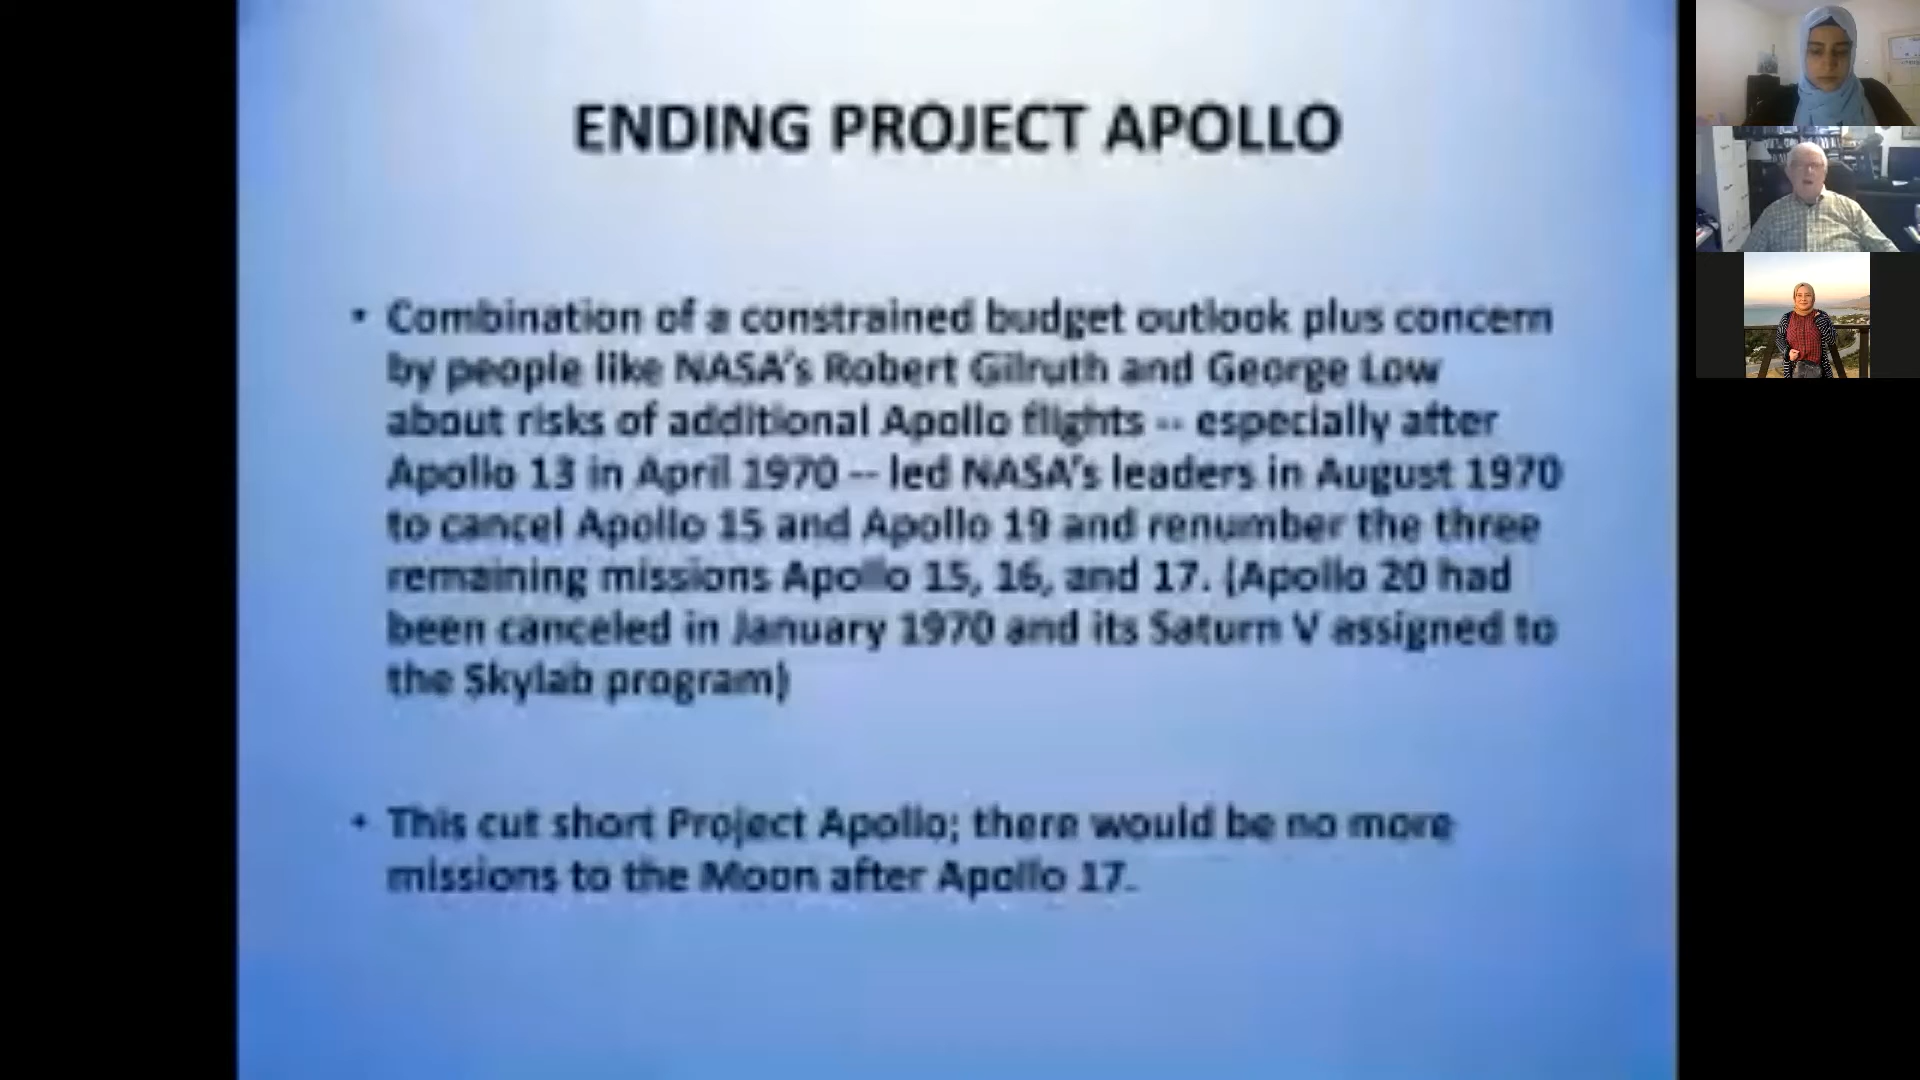 ENDING PROJECT APOLLO
• Combination of a constrained budget outlook plus concern
by people like NASA's Robert Gilruth and George Low
about risks of additional Apollo flights -- especially after
Apollo 13 in April 1970 -- led NASA's leaders in August 1970
to cancel Apollo 15 and Apollo 19 and renumber the three
remaining missions Apollo 15, 16, and 17. (Apollo 20 had
been canceled in January 1970 and its Saturn V assigned to
the Skylab program)
• This cut short Project Apollo; there would be no more
missions to the Moon after Apollo 17.